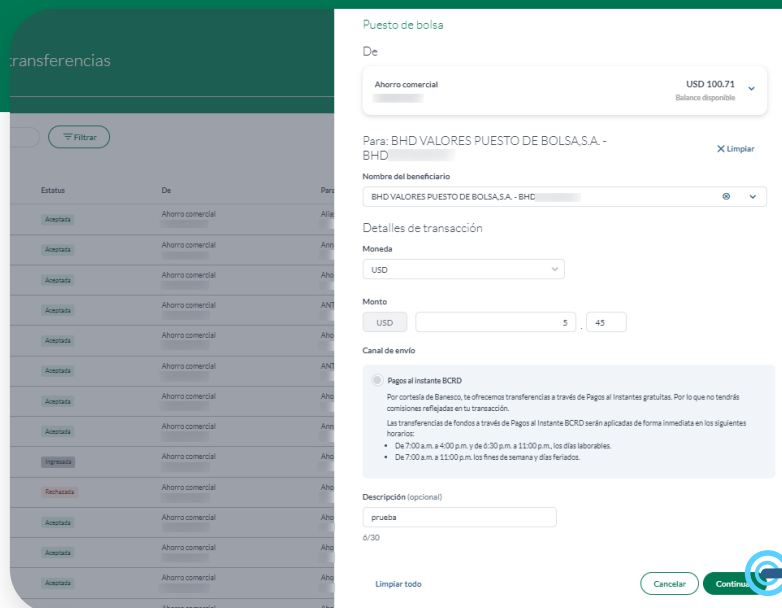 transferencias
Filtrar
Estatus De Para
Aceptada Ahorro comercial
Aceptada Ahorro comercial
Aceptada Ahorro comercial
Aceptada Ahorro comercial
Aceptada Ahorro comercial
Aceptada Ahorro comercial
Aceptada Ahorro comercial
Aceptada Ahorro comercial
Ingresada Ahorro comercial
Rechazada Ahorro comercial
Aceptada Ahorro comercial
Aceptada Ahorro comercial
Aceptada Ahorro comercial
Ahorro comercial
Puesto de bolsa
De
Ahorro comercial USD 100.71
Balance disponible
Para: BHD VALORES PUESTO DE BOLSA,S.A. -
BHD
Limpiar
Nombre del beneficiario
BHD VALORES PUESTO DE BOLSA,S.A. - BHD
Detalles de transacción
Moneda
USD
Monto
USD 5 . 45
Canal de envío
Pagos al instante BCRD
Por cortesía de Banesco, te ofrecemos transferencias a través de Pagos al Instantes gratuitas. Por lo que no tendrás
comisiones reflejadas en tu transacción.
Las transferencias de fondos a través de Pagos al Instante BCRD serán aplicadas de forma inmediata en los siguientes
horarios:
• De 7:00 a.m. a 4:00 p.m. y de 6:30 p.m. a 11:00 p.m., los días laborables.
• De 7:00 a.m. a 11:00 p.m. los fines de semana y días feriados.
Descripción (opcional)
prueba
6/30
Limpiar todo Cancelar Continua